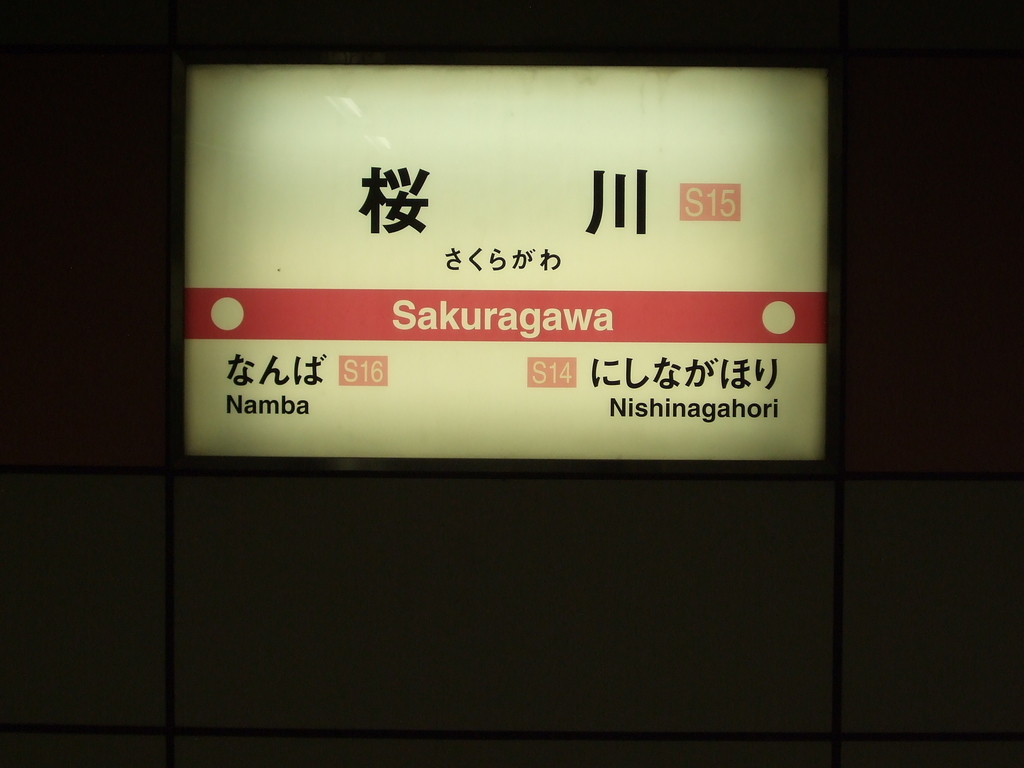 桜 川 S15
さくらがわ
Sakuragawa
なんば S16 S14 にしながほり
Namba Nishinagahori